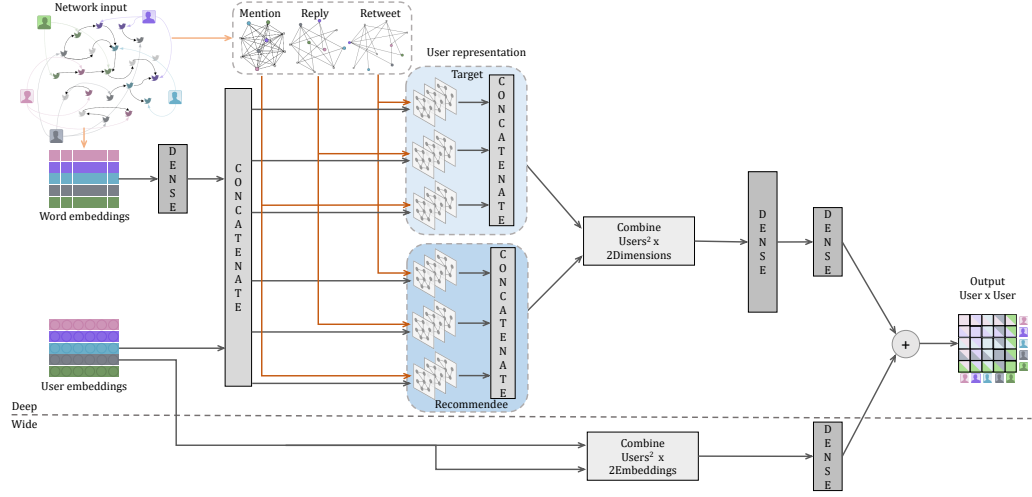 Network input
Mention
Reply
Retweet
User representation
Target
CONCATENATE
DENSE
CONCATENATE
Word embeddings
Combine
Users² x
2Dimensions
DENSE
DENSE
CONCATENATE
Output
User x User
+
User embeddings
Recommendee
Deep
Wide
Combine
Users² x
2Embeddings
DENSE